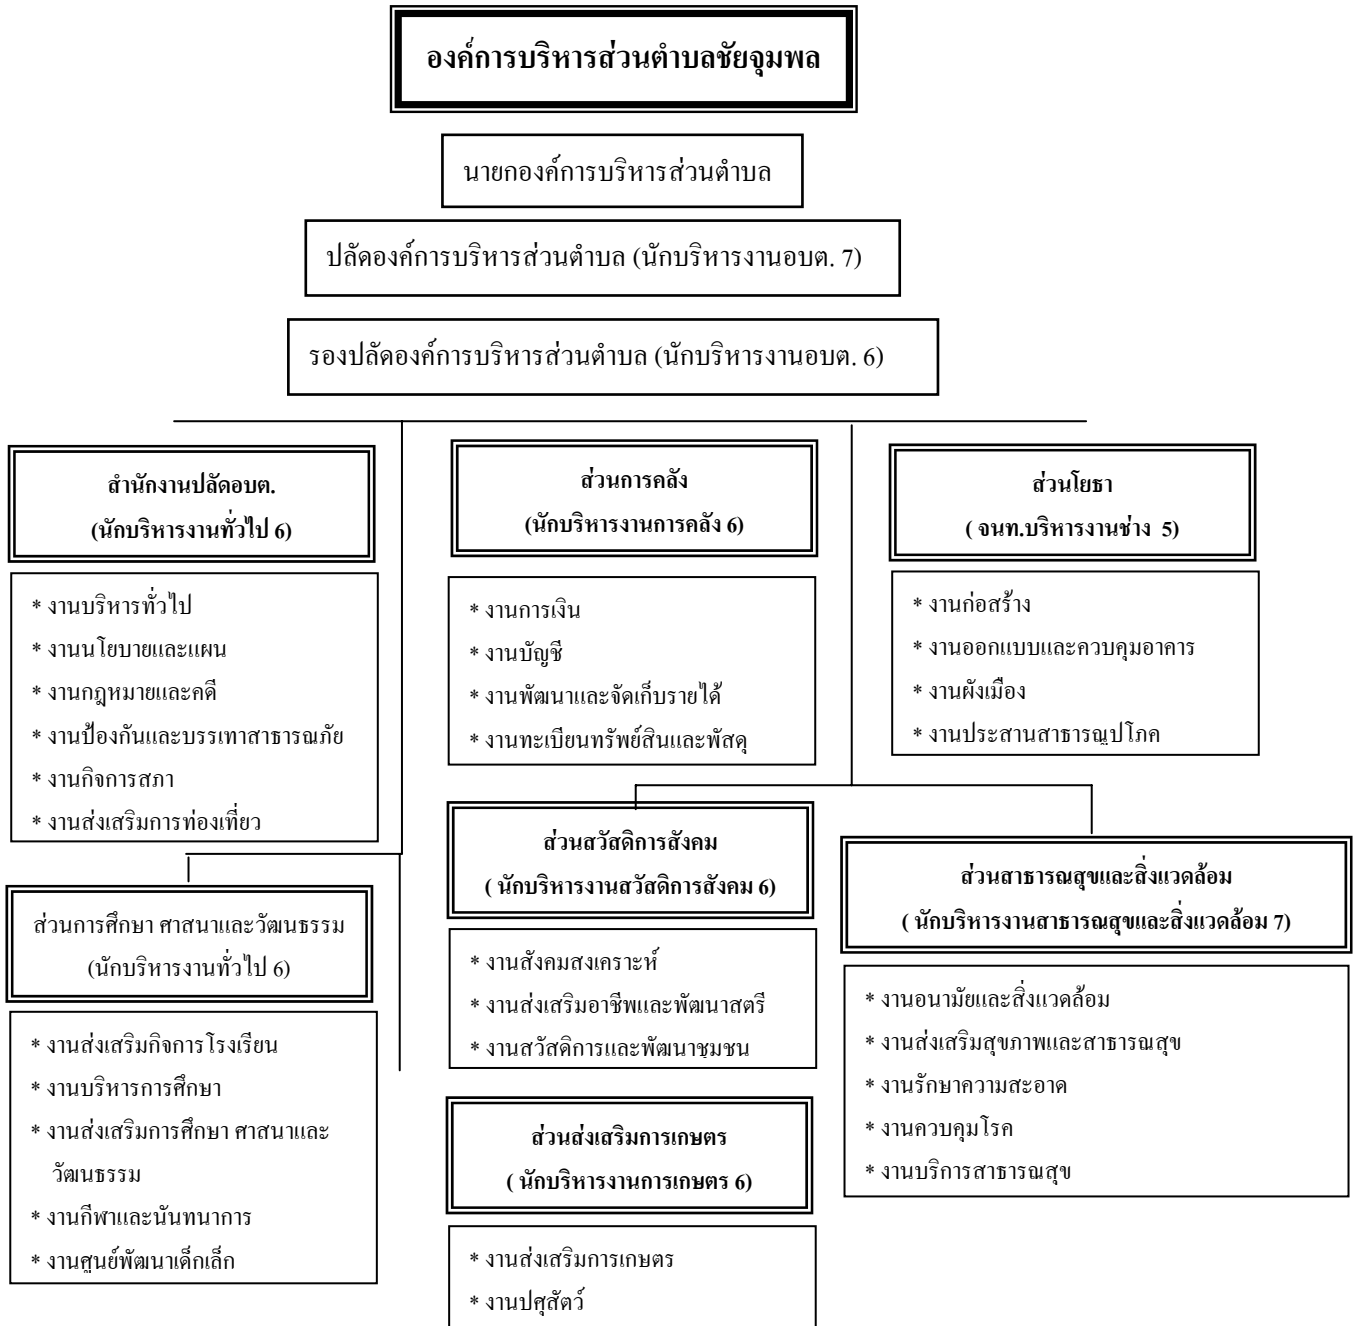 องค์การบริหารส่วนตำบลชัยจุมพล
นายกองค์การบริหารส่วนตำบล
ปลัดองค์การบริหารส่วนตำบล (นักบริหารงานอบต. 7)
รองปลัดองค์การบริหารส่วนตำบล (นักบริหารงานอบต. 6)
สำนักงานปลัดอบต.
(นักบริหารงานทั่วไป 6)
* งานบริหารทั่วไป
* งานนโยบายและแผน
* งานกฎหมายและคดี
* งานป้องกันและบรรเทาสาธารณภัย
* งานกิจการสภา
* งานส่งเสริมการท่องเที่ยว
ส่วนการคลัง
(นักบริหารงานการคลัง 6)
* งานการเงิน
* งานบัญชี
* งานพัฒนาและจัดเก็บรายได้
* งานทะเบียนทรัพย์สินและพัสดุ
ส่วนโยธา
( จนท.บริหารงานช่าง 5)
* งานก่อสร้าง
* งานออกแบบและควบคุมอาคาร
* งานผังเมือง
* งานประสานสาธารณูปโภค
ส่วนการศึกษา ศาสนาและวัฒนธรรม
(นักบริหารงานทั่วไป 6)
* งานส่งเสริมกิจการโรงเรียน
* งานบริหารการศึกษา
* งานส่งเสริมการศึกษา ศาสนาและ
วัฒนธรรม
* งานกีฬาและนันทนาการ
* งานศูนย์พัฒนาเด็กเล็ก
ส่วนสวัสดิการสังคม
( นักบริหารงานสวัสดิการสังคม 6)
* งานสังคมสงเคราะห์
* งานส่งเสริมอาชีพและพัฒนาสตรี
* งานสวัสดิการและพัฒนาชุมชน
ส่วนส่งเสริมการเกษตร
( นักบริหารงานการเกษตร 6)
* งานส่งเสริมการเกษตร
* งานปศุสัตว์
ส่วนสาธารณสุขและสิ่งแวดล้อม
( นักบริหารงานสาธารณสุขและสิ่งแวดล้อม 7)
* งานอนามัยและสิ่งแวดล้อม
* งานส่งเสริมสุขภาพและสาธารณสุข
* งานรักษาความสะอาด
* งานควบคุมโรค
* งานบริการสาธารณสุข